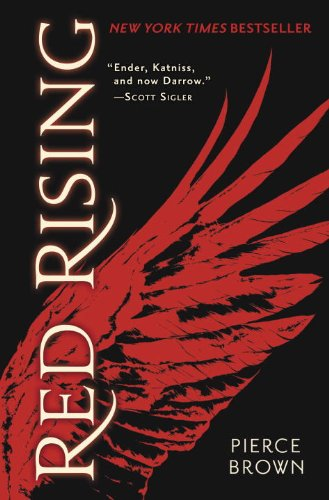 NEW YORK TIMES BESTSELLER
“Ender, Katniss,
and now Darrow.”
—SCOTT SIGLER
RED RISING
PIERCE
BROWN